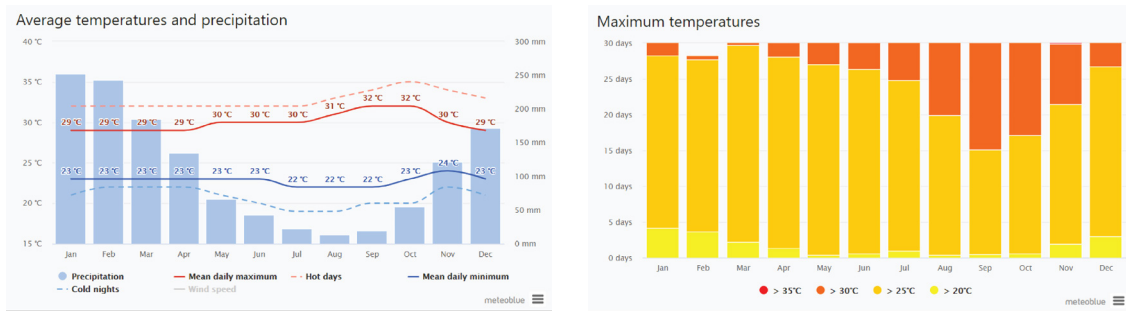 Average temperatures and precipitation
40 °C
35 °C
30 °C
25 °C
20 °C
15 °C
300 mm
250 mm
200 mm
150 mm
100 mm
50 mm
0 mm
29 °C 29 °C 29 °C 29 °C 30 °C 30 °C 30 °C 31 °C 32 °C 32 °C 30 °C 29 °C
23 °C 23 °C 23 °C 23 °C 23 °C 23 °C 22 °C 22 °C 22 °C 23 °C 24 °C 23 °C
Jan Feb Mar Apr May Jun Jul Aug Sep Oct Nov Dec
Precipitation Mean daily maximum Hot days Mean daily minimum
Cold nights Wind speed
meteoblue
Maximum temperatures
30 days
25 days
20 days
15 days
10 days
5 days
0 days
Jan Feb Mar Apr May Jun Jul Aug Sep Oct Nov Dec
> 35°C > 30°C > 25°C > 20°C
meteoblue